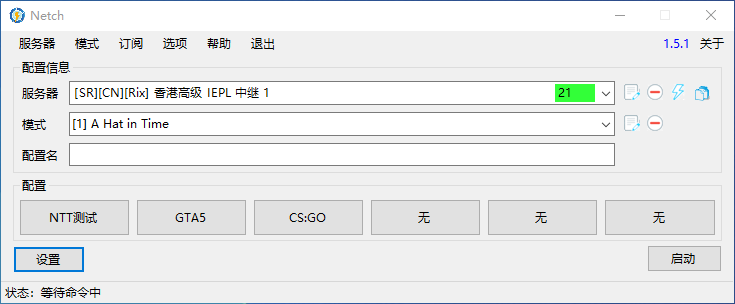 Netch
服务器 模式 订阅 选项 帮助 退出 1.5.1 关于
配置信息
服务器 [SR][CN][Rix] 香港高级 IEPL 中继 1 21
模式 [1] A Hat in Time
配置名
配置
NTT测试 GTA5 CS:GO 无 无 无
设置 启动
状态：等待命令中